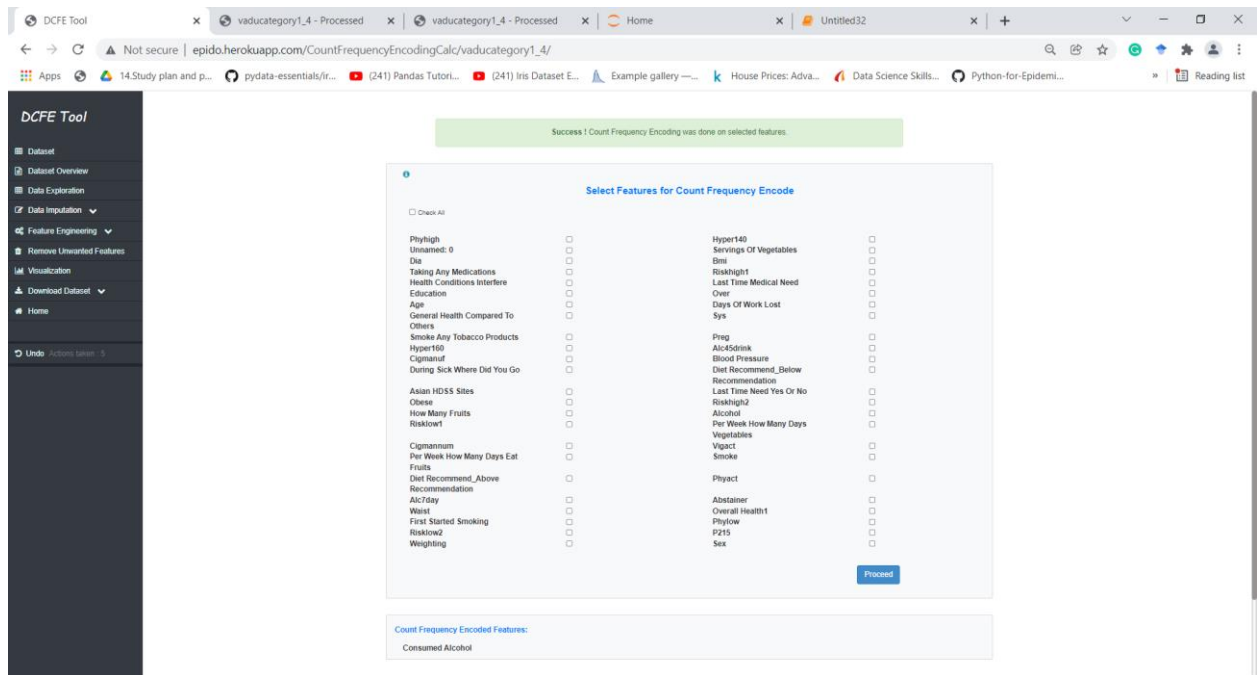 DCFE Tool
vaducategory1_4 - Processed
vaducategory1_4 - Processed
Home
Untitled32
Not secure | epido.herokuapp.com/CountFrequencyEncodingCalc/vaducategory1_4/
Apps
14.Study plan and p...
pydata-essentials/ir...
(241) Pandas Tutori...
(241) Iris Dataset E...
Example gallery —...
House Prices: Adva...
Data Science Skills...
Python-for-Epidemi...
»
Reading list
DCFE Tool
Dataset
Dataset Overview
Data Exploration
Data Imputation
Feature Engineering
Remove Unwanted Features
Visualization
Download Dataset
Home
Undo Actions taken : 5
Success ! Count Frequency Encoding was done on selected features.
Select Features for Count Frequency Encode
Check All
Phyhigh Hyper140
Unnamed: 0 Servings Of Vegetables
Dia Bmi
Taking Any Medications Riskhigh1
Health Conditions Interfere Last Time Medical Need
Education Over
Age Days Of Work Lost
General Health Compared To Sys
Others
Smoke Any Tobacco Products Preg
Hyper160 Alc45drink
Cigmanuf Blood Pressure
During Sick Where Did You Go Diet Recommend_Below
Recommendation
Asian HDSS Sites Last Time Need Yes Or No
Obese Riskhigh2
How Many Fruits Alcohol
Risklow1 Per Week How Many Days
Vegetables
Cigmannum Vigact
Per Week How Many Days Eat Smoke
Fruits
Diet Recommend_Above Phyact
Recommendation
Alc7day Abstainer
Waist Overall Health1
First Started Smoking Phylow
Risklow2 P215
Weighting Sex
Proceed
Count Frequency Encoded Features:
Consumed Alcohol